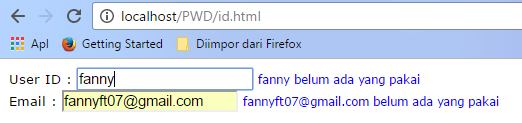 localhost/PWD/id.html
Apl Getting Started Diimpor dari Firefox
User ID : fanny fanny belum ada yang pakai
Email : fannyft07@gmail.com fannyft07@gmail.com belum ada yang pakai